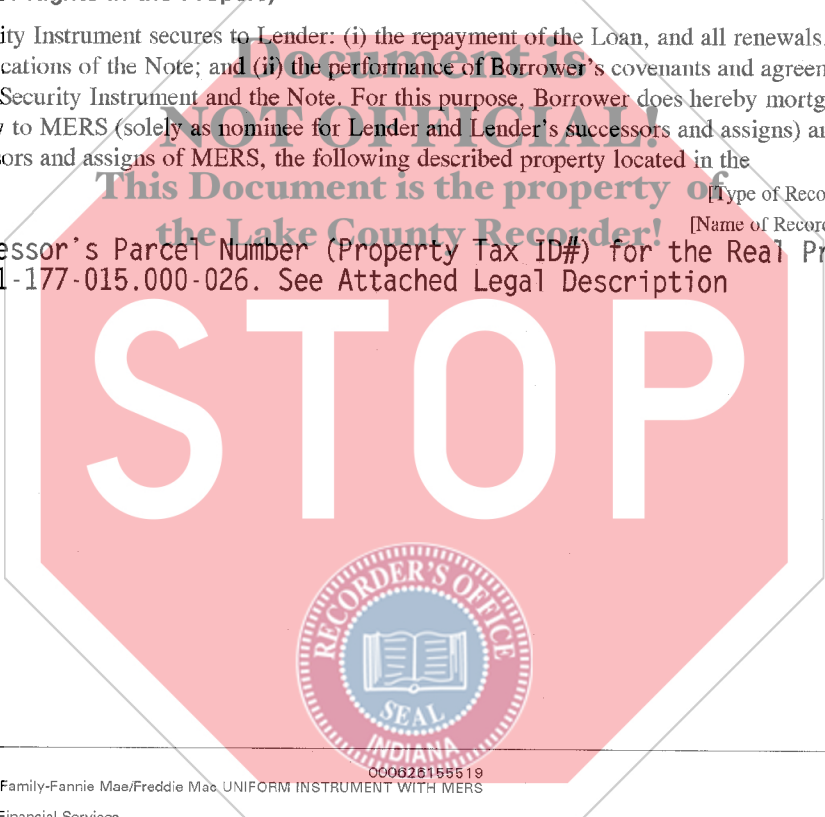 ity Instrument secures to Lender: (i) the repayment of the Loan, and all renewals,
Document is
cations of the Note; and (ii) the performance of Borrower's covenants and agreem
Security Instrument and the Note. For this purpose, Borrower does hereby mortg
NOT OFFICIAL!
to MERS (solely as nominee for Lender and Lender's successors and assigns) a
ors and assigns of MERS, the following described property located in the
This Document is the property of
[Type of Reco
the Lake County Recorder!
[Name of Record
essor's Parcel Number (Property Tax ID#) for the Real Pr
1-177-015.000-026. See Attached Legal Description
STOP
RECORDER'S OFFICE
SEAL
INDIANA
000626155519
Family-Fannie Mae/Freddie Mac UNIFORM INSTRUMENT WITH MERS
Financial Services